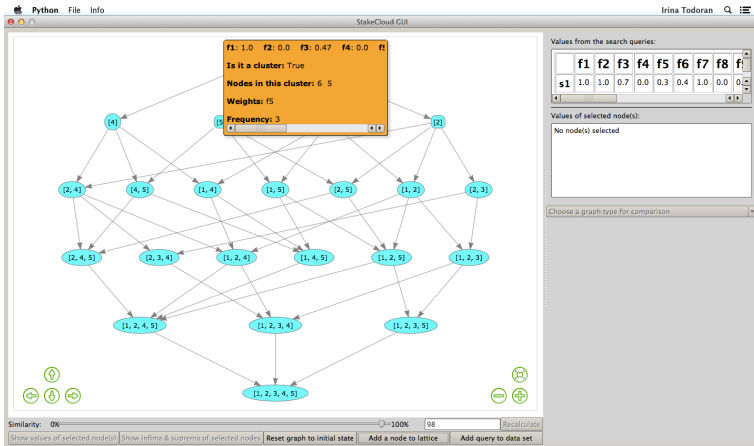 Python File Info Irina Todoran
StakeCloud GUI
f1: 1.0 f2: 0.0 f3: 0.47 f4: 0.0
Is it a cluster: True
Nodes in this cluster: 6 5
Weights: f5
Frequency: 3
[4] [2]
[2, 4] [4, 5] [1, 4] [1, 5] [2, 5] [1, 2] [2, 3]
[2, 4, 5] [2, 3, 4] [1, 2, 4] [1, 4, 5] [1, 2, 5] [1, 2, 3]
[1, 2, 4, 5] [1, 2, 3, 4] [1, 2, 3, 5]
[1, 2, 3, 4, 5]
Similarity: 0% 100% 98 Recalculate
Show values of selected node(s) Show infima & suprema of selected nodes Reset graph to initial state Add a node to lattice Add query to data set
Values from the search queries:
f1 f2 f3 f4 f5 f6 f7 f8
s1 1.0 1.0 0.7 0.0 0.3 0.4 1.0 0.0
Values of selected node(s):
No node(s) selected
Choose a graph type for comparison